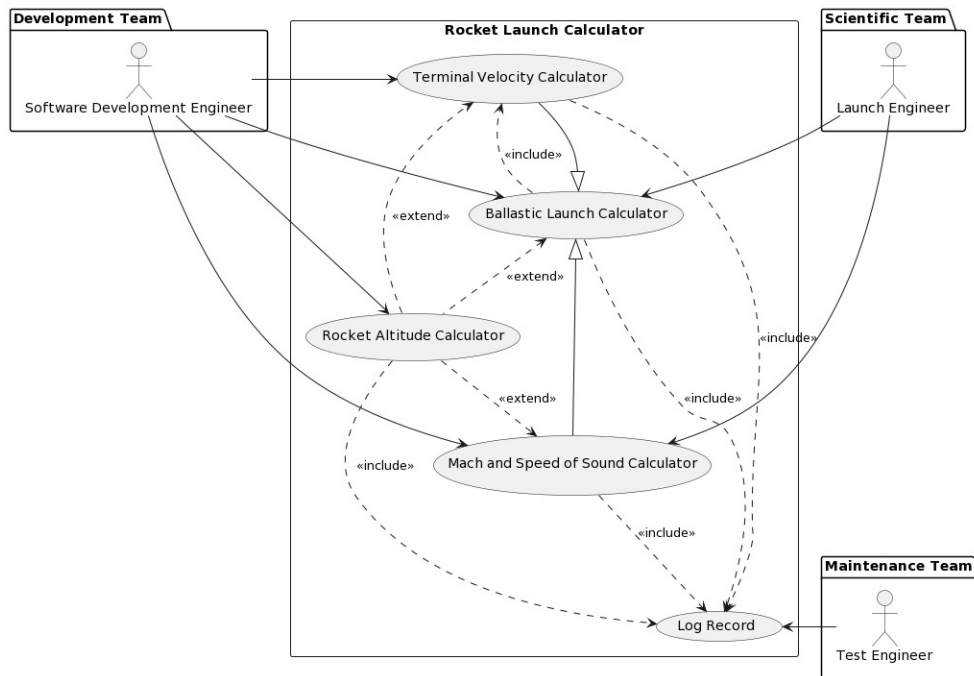 Development Team
Rocket Launch Calculator
Scientific Team
Terminal Velocity Calculator
Software Development Engineer
Launch Engineer
«include»
Ballastic Launch Calculator
«extend»
«extend»
Rocket Altitude Calculator
«include»
«extend»
«include»
Mach and Speed of Sound Calculator
«include»
«include»
Maintenance Team
Log Record
Test Engineer